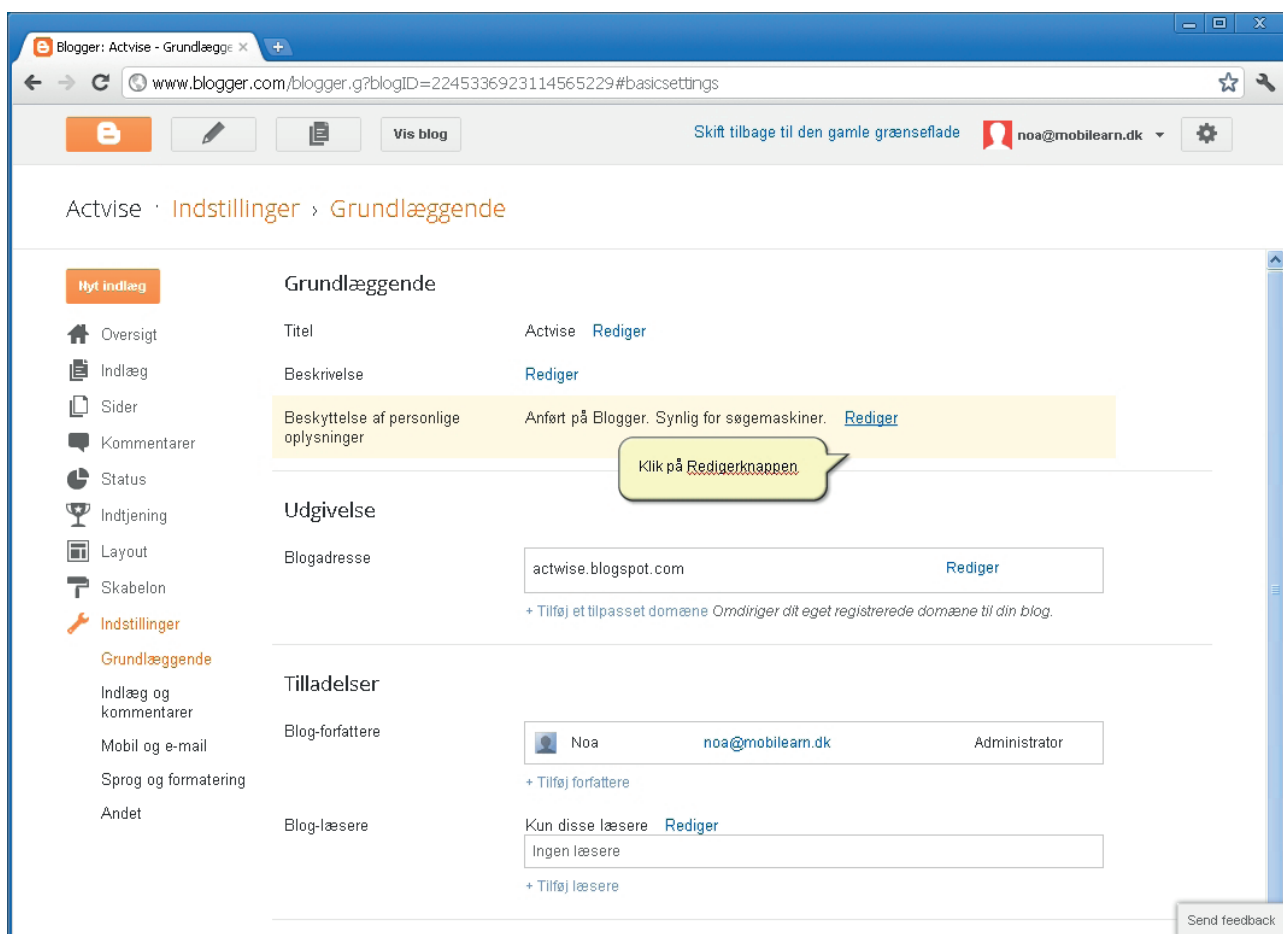 Blogger: Actvise - Grundlægge
www.blogger.com/blogger.g?blogID=2245336923114565229#basicsettings
Vis blog
Skift tilbage til den gamle grænseflade
noa@mobilearn.dk
Actvise · Indstillinger › Grundlæggende
Nyt indlæg
Oversigt
Indlæg
Sider
Kommentarer
Status
Indtjening
Layout
Skabelon
Indstillinger
Grundlæggende
Indlæg og
kommentarer
Mobil og e-mail
Sprog og formatering
Andet
Grundlæggende
Titel Actvise Rediger
Beskrivelse Rediger
Beskyttelse af personlige Anført på Blogger. Synlig for søgemaskiner. Rediger
oplysninger
Klik på Redigerknappen
Udgivelse
Blogadresse
actwise.blogspot.com Rediger
+ Tilføj et tilpasset domæne Omdiriger dit eget registrerede domæne til din blog.
Tilladelser
Blog-forfattere
Noa noa@mobilearn.dk Administrator
+ Tilføj forfattere
Blog-læsere Kun disse læsere Rediger
Ingen læsere
+ Tilføj læsere
Send feedback